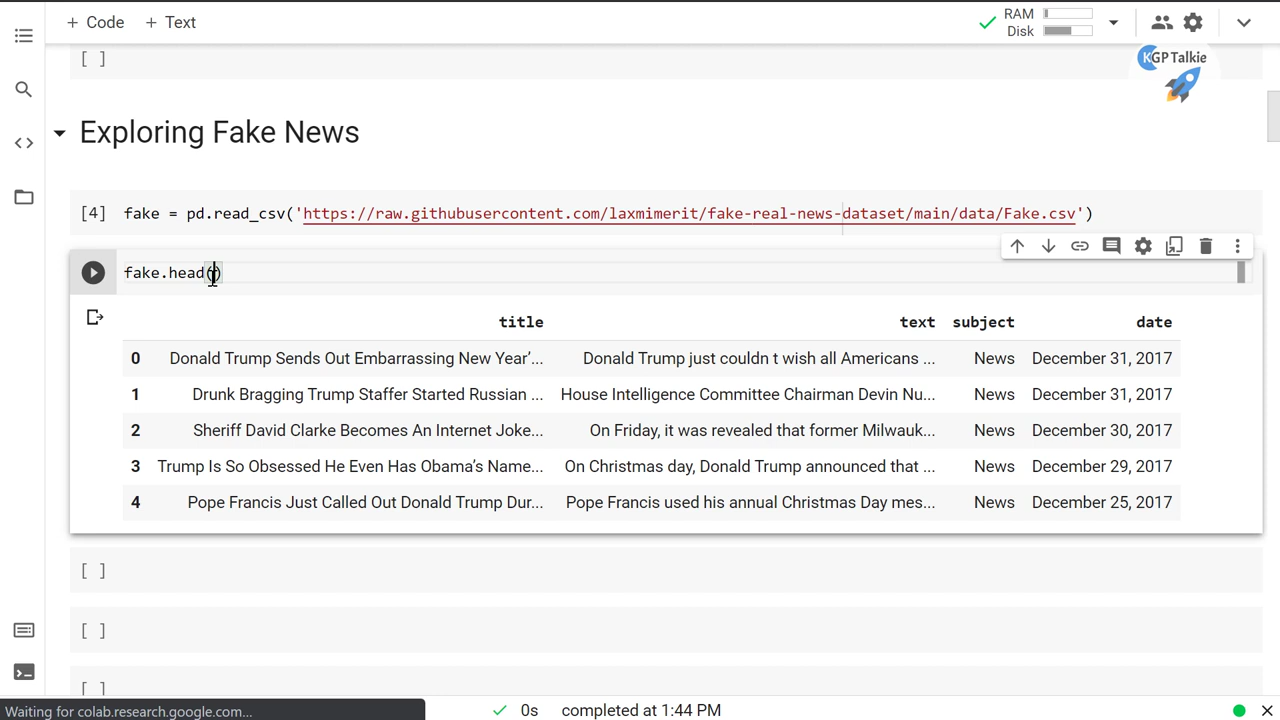 + Code + Text
RAM
Disk
[ ]
KGP Talkie
Exploring Fake News
[4] fake = pd.read_csv('https://raw.githubusercontent.com/laxmimerit/fake-real-news-dataset/main/data/Fake.csv')
fake.head()
title text subject date
0 Donald Trump Sends Out Embarrassing New Year’... Donald Trump just couldn t wish all Americans ... News December 31, 2017
1 Drunk Bragging Trump Staffer Started Russian ... House Intelligence Committee Chairman Devin Nu... News December 31, 2017
2 Sheriff David Clarke Becomes An Internet Joke... On Friday, it was revealed that former Milwauk... News December 30, 2017
3 Trump Is So Obsessed He Even Has Obama’s Name... On Christmas day, Donald Trump announced that ... News December 29, 2017
4 Pope Francis Just Called Out Donald Trump Dur... Pope Francis used his annual Christmas Day mes... News December 25, 2017
[ ]
[ ]
[ ]
Waiting for colab.research.google.com...
0s completed at 1:44 PM